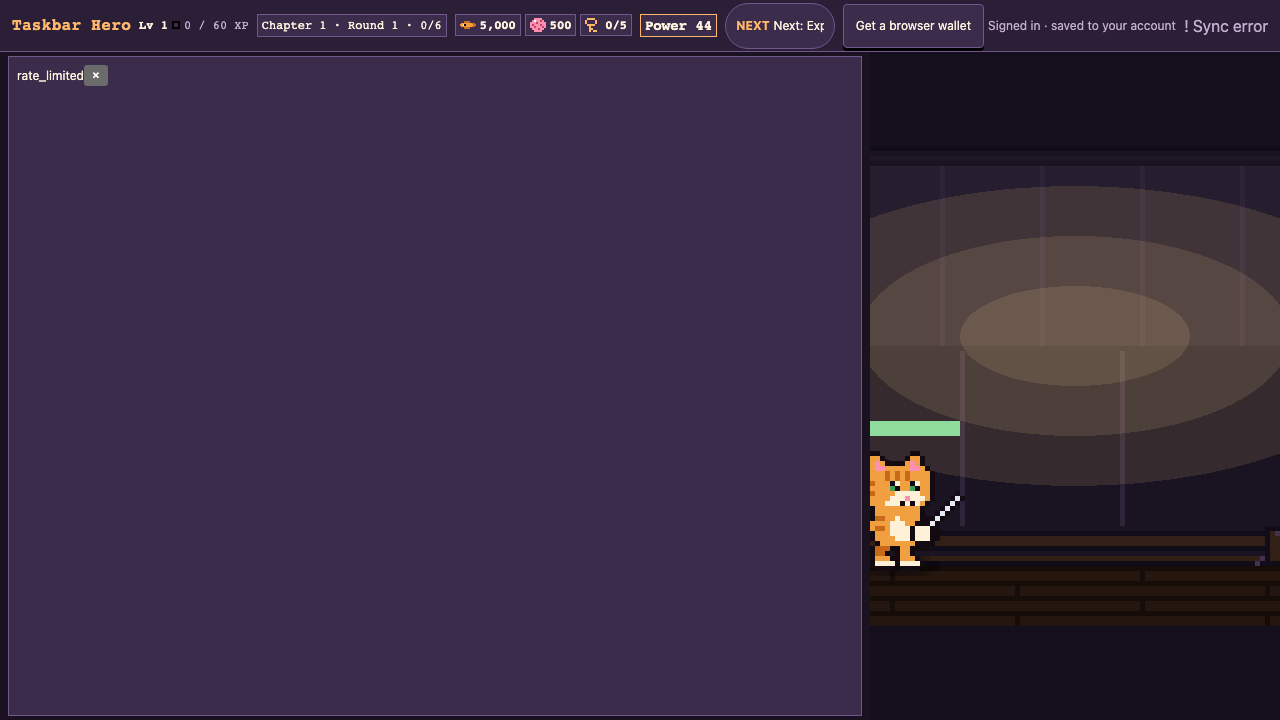 Taskbar Hero Lv 1 0 / 60 XP Chapter 1 · Round 1 · 0/6 5,000 500 0/5 Power 44 NEXT Next: Exp Get a browser wallet Signed in · saved to your account ! Sync error
rate_limited ×